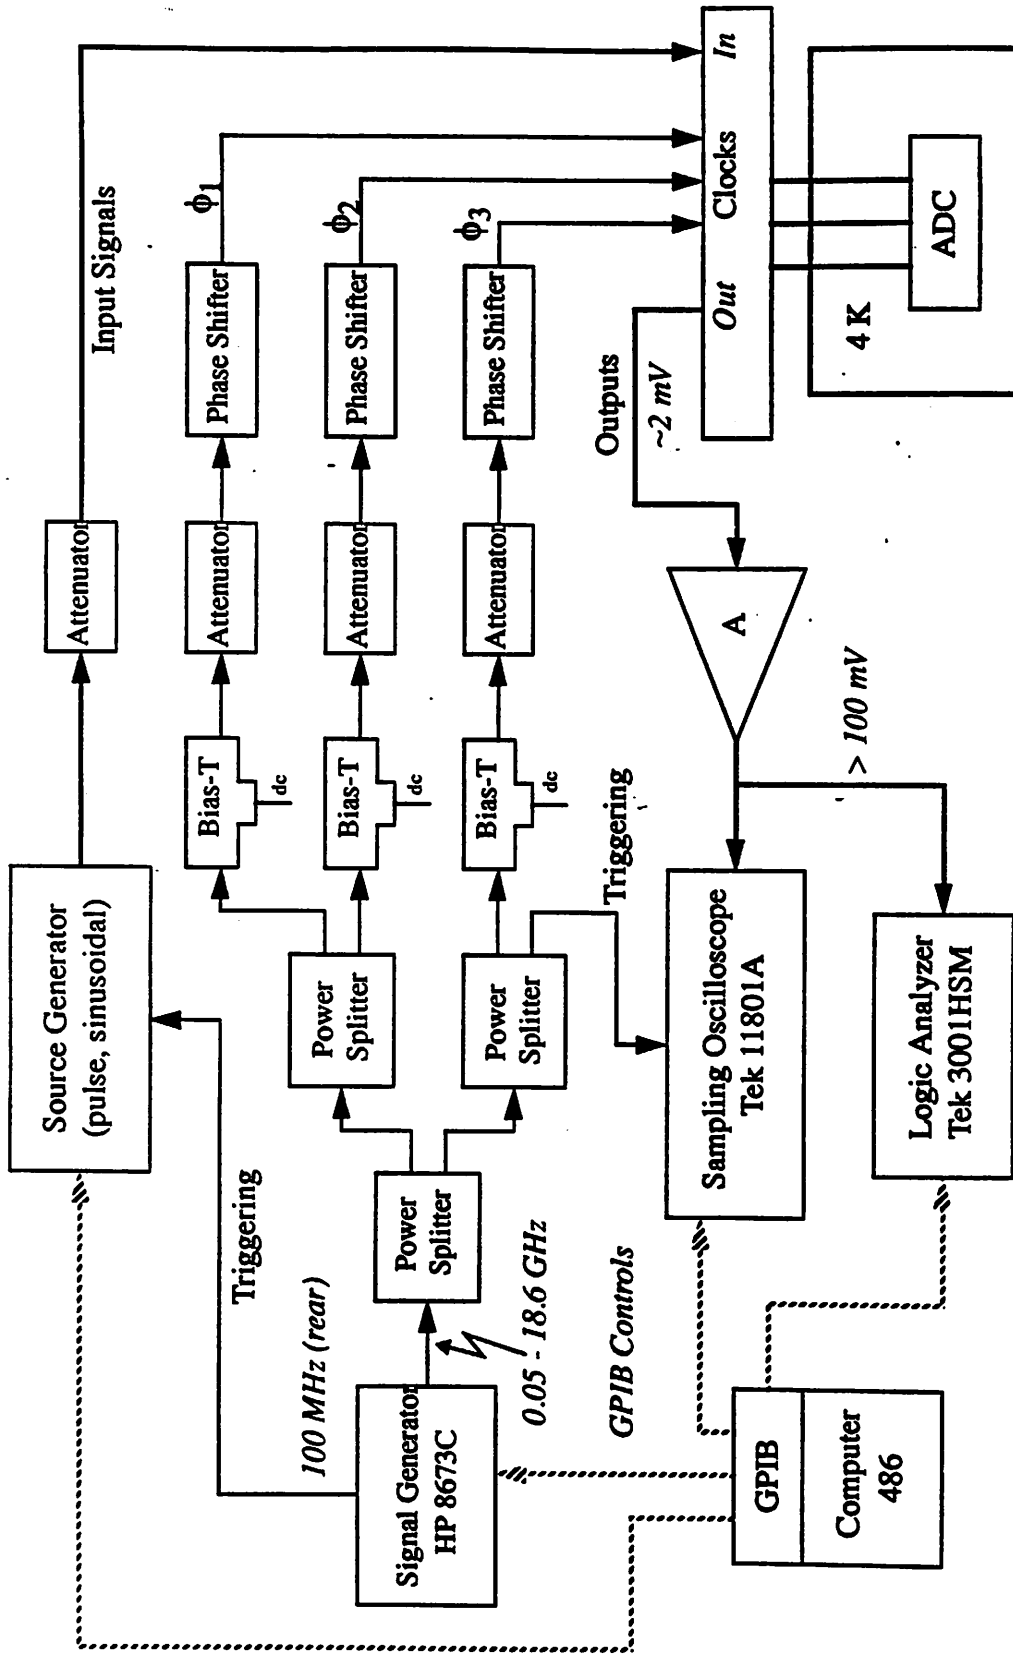 Source Generator
(pulse, sinusoidal)
Attenuator
Input Signals
Triggering
100 MHz (rear)
Signal Generator
HP 8673C
0.05 - 18.6 GHz
Power
Splitter
Power
Splitter
Power
Splitter
Bias-T
dc
Attenuator
Phase Shifter
ϕ1
Bias-T
dc
Attenuator
Phase Shifter
ϕ2
Bias-T
dc
Attenuator
Phase Shifter
ϕ3
Triggering
GPIB Controls
GPIB
Computer
486
Sampling Oscilloscope
Tek 11801A
Logic Analyzer
Tek 3001HSM
A
> 100 mV
Outputs
~2 mV
Out
Clocks
In
4 K
ADC